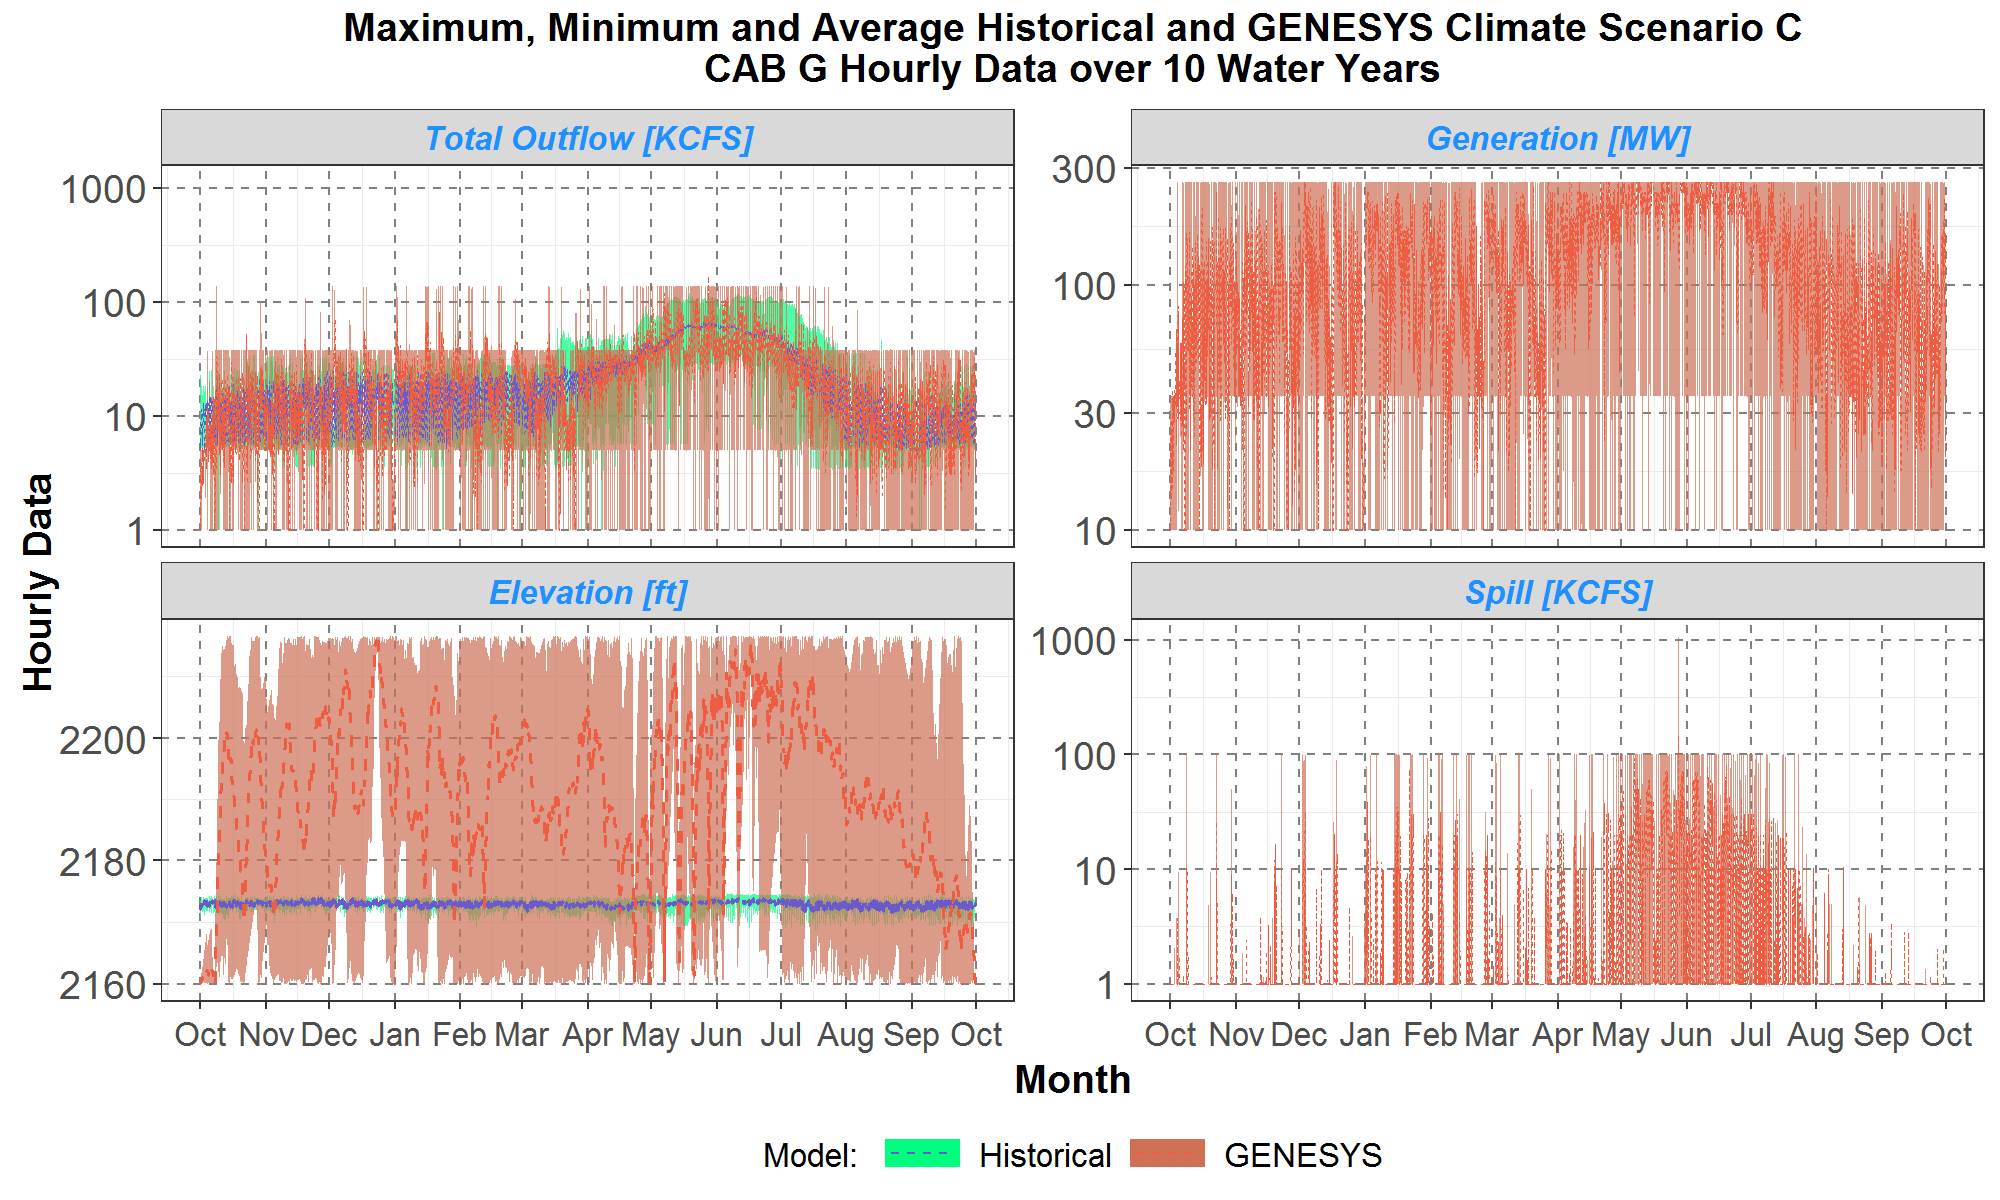 Maximum, Minimum and Average Historical and GENESYS Climate Scenario C
CAB G Hourly Data over 10 Water Years
Total Outflow [KCFS]
Generation [MW]
1000
100
10
1
300
100
30
10
Hourly Data
Elevation [ft]
Spill [KCFS]
2200
2180
2160
1000
100
10
1
Oct Nov Dec Jan Feb Mar Apr May Jun Jul Aug Sep Oct
Oct Nov Dec Jan Feb Mar Apr May Jun Jul Aug Sep Oct
Month
Model: Historical GENESYS